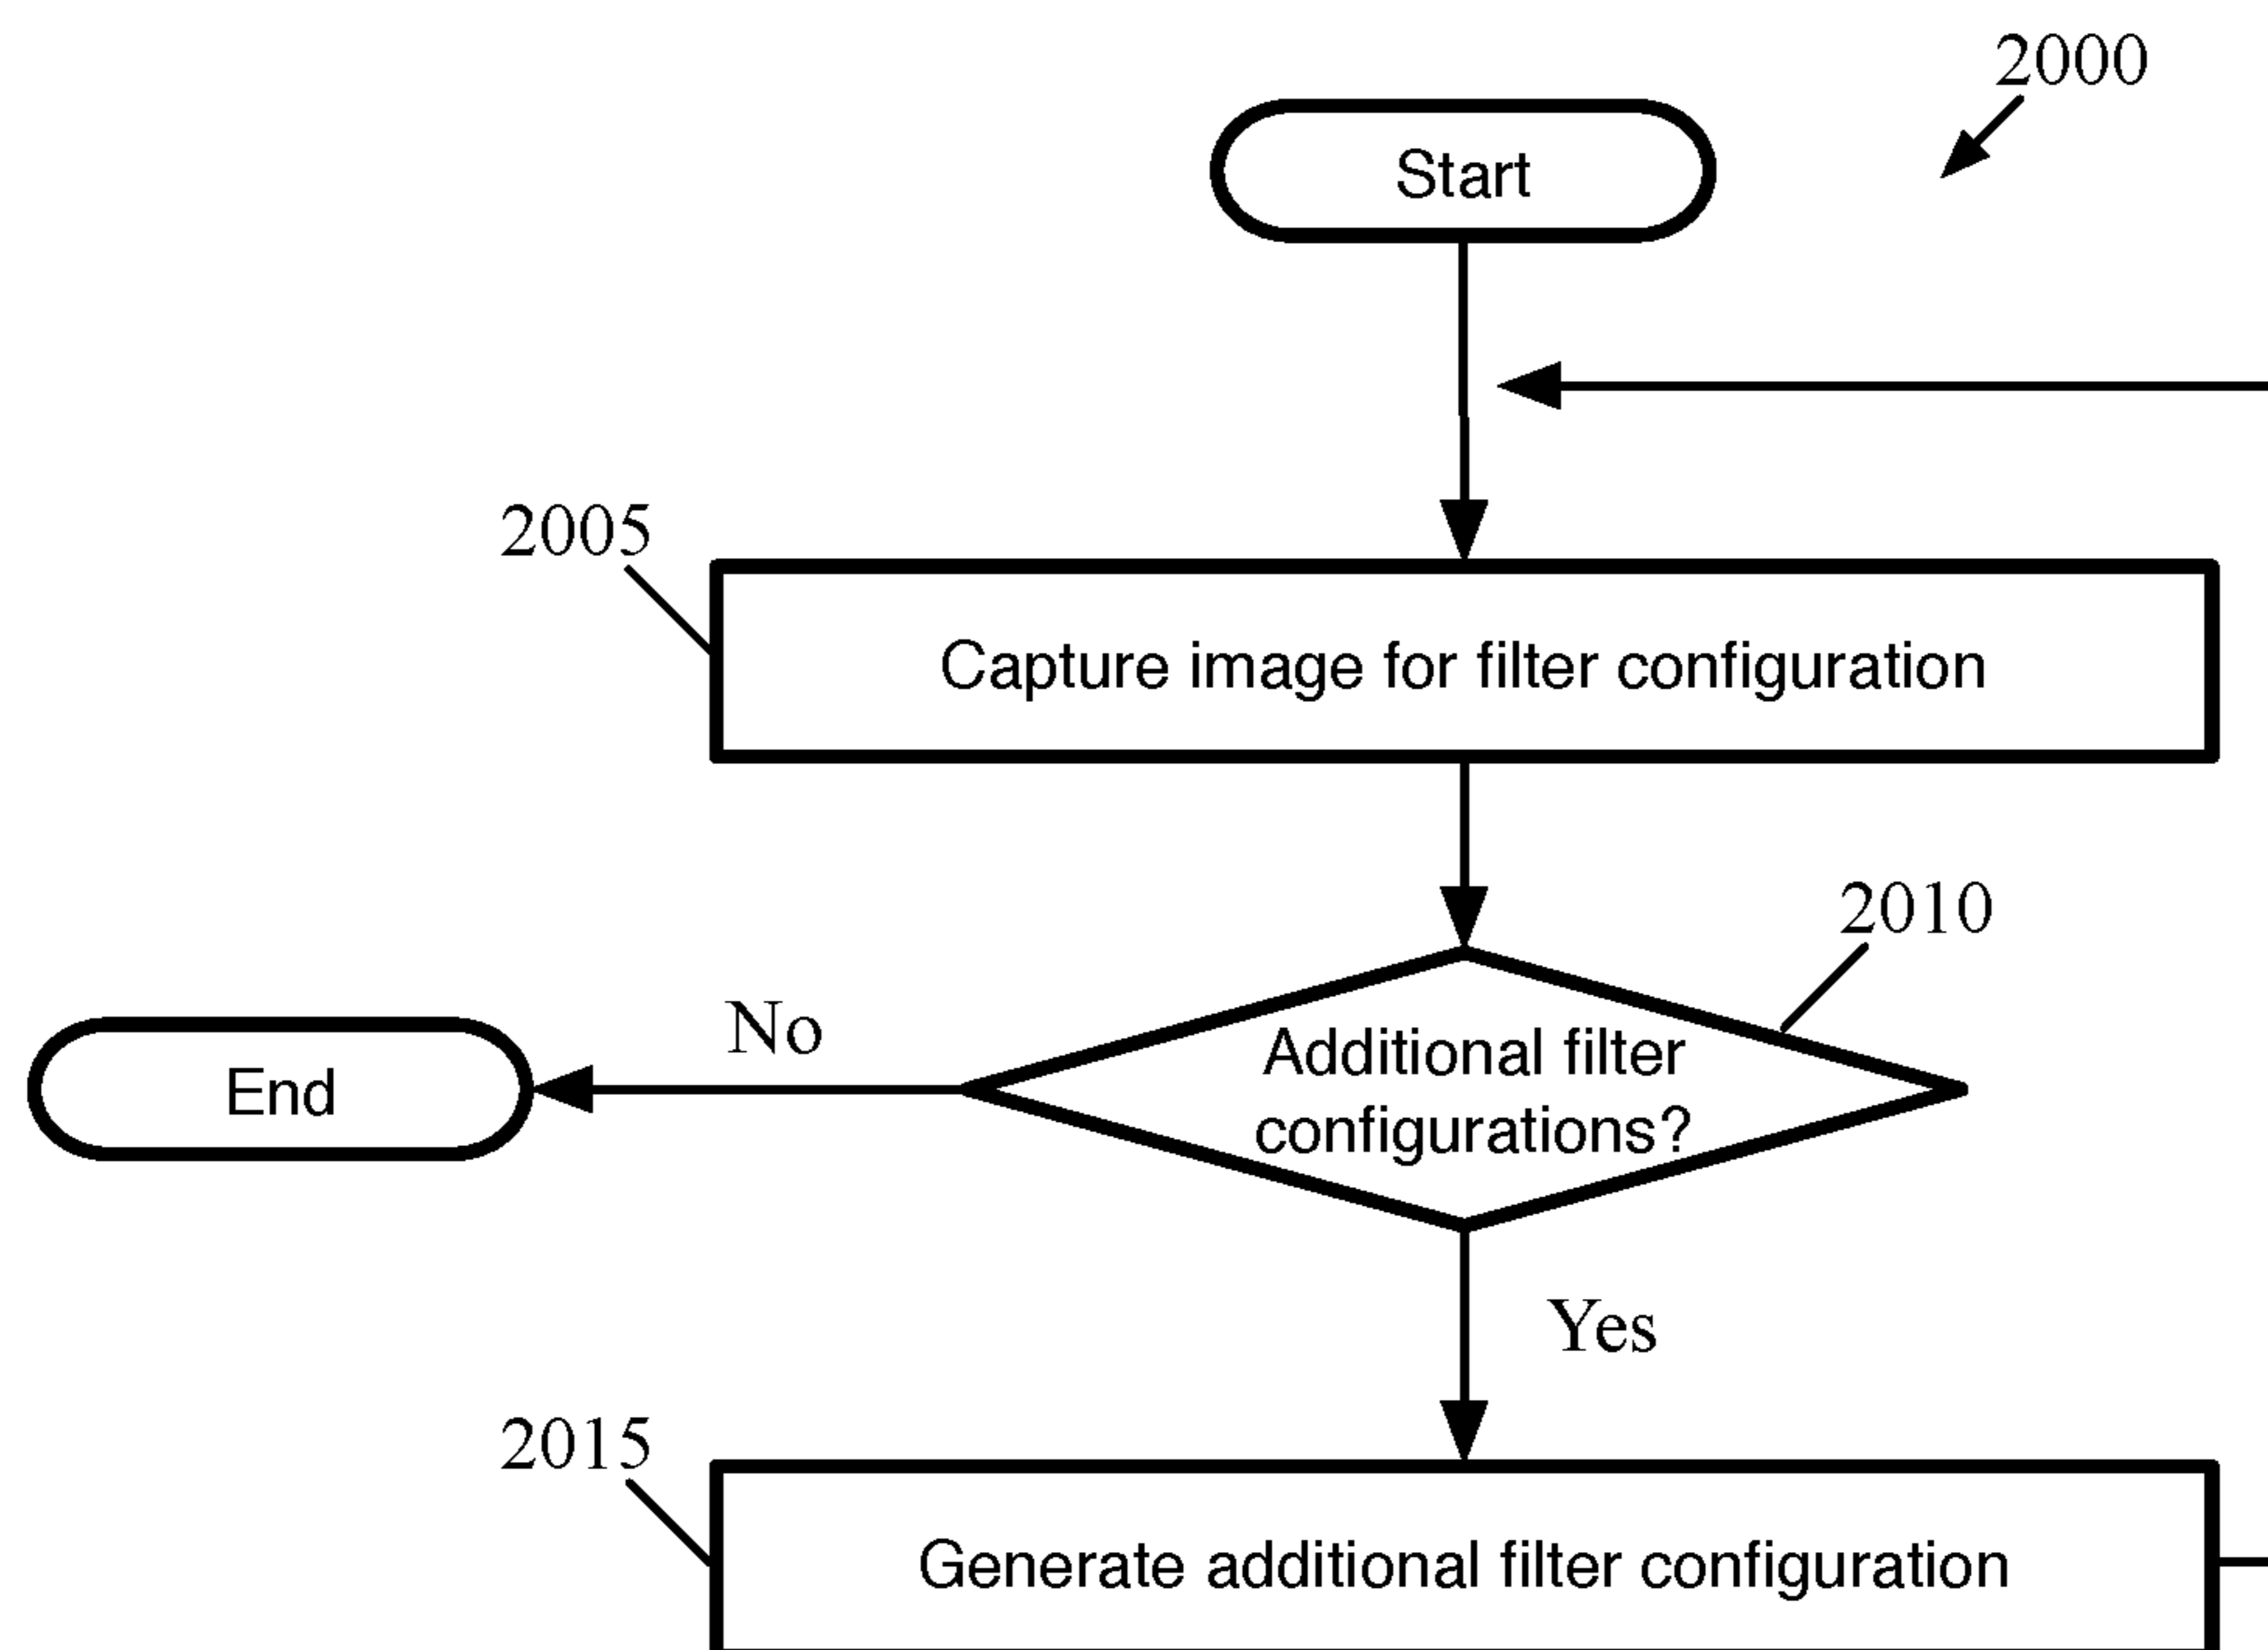 2000
Start
2005
Capture image for filter configuration
2010
No
Additional filter
configurations?
End
Yes
2015
Generate additional filter configuration